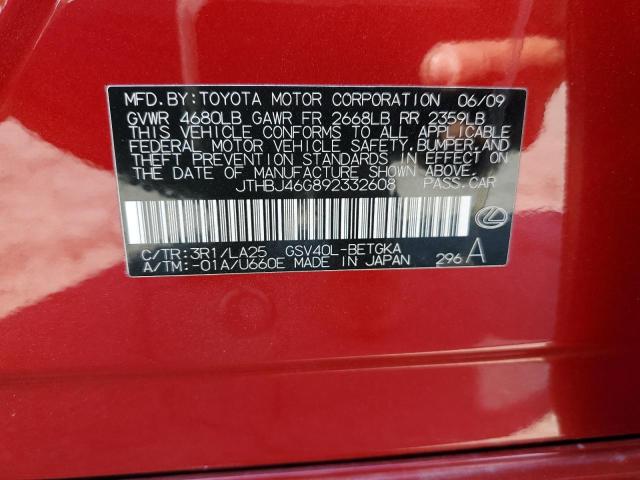 MFD.BY:TOYOTA MOTOR CORPORATION 06/09
GVWR 4680LB GAWR FR 2668LB RR 2359LB
THIS VEHICLE CONFORMS TO ALL APPLICABLE
FEDERAL MOTOR VEHICLE SAFETY,BUMPER,AND
THEFT PREVENTION STANDARDS IN EFFECT ON
THE DATE OF MANUFACTURE SHOWN ABOVE.
JTHBJ46G892332608 PASS.CAR
C/TR:3R1/LA25 GSV40L-BETGKA
A/TM:-01A/U660E MADE IN JAPAN 296 A